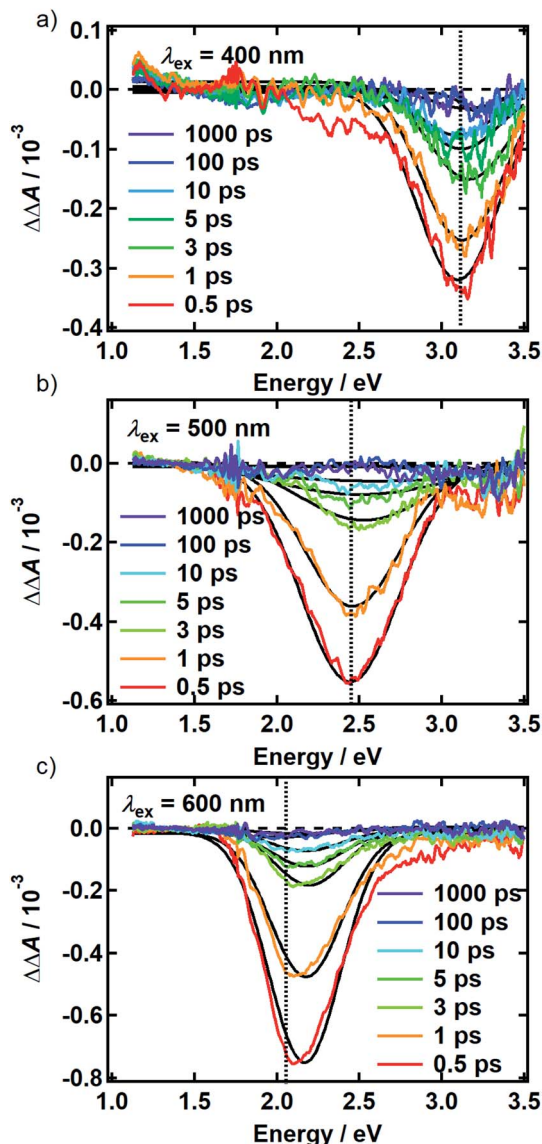 a)
λex = 400 nm
0.1
0.0
-0.1
-0.2
-0.3
-0.4
ΔΔA / 10⁻³
1000 ps
100 ps
10 ps
5 ps
3 ps
1 ps
0.5 ps
1.0 1.5 2.0 2.5 3.0 3.5
Energy / eV
b)
λex = 500 nm
0.0
-0.2
-0.4
-0.6
ΔΔA / 10⁻³
1000 ps
100 ps
10 ps
5 ps
3 ps
1 ps
0.5 ps
1.0 1.5 2.0 2.5 3.0 3.5
Energy / eV
c)
λex = 600 nm
0.0
-0.2
-0.4
-0.6
-0.8
ΔΔA / 10⁻³
1000 ps
100 ps
10 ps
5 ps
3 ps
1 ps
0.5 ps
1.0 1.5 2.0 2.5 3.0 3.5
Energy / eV